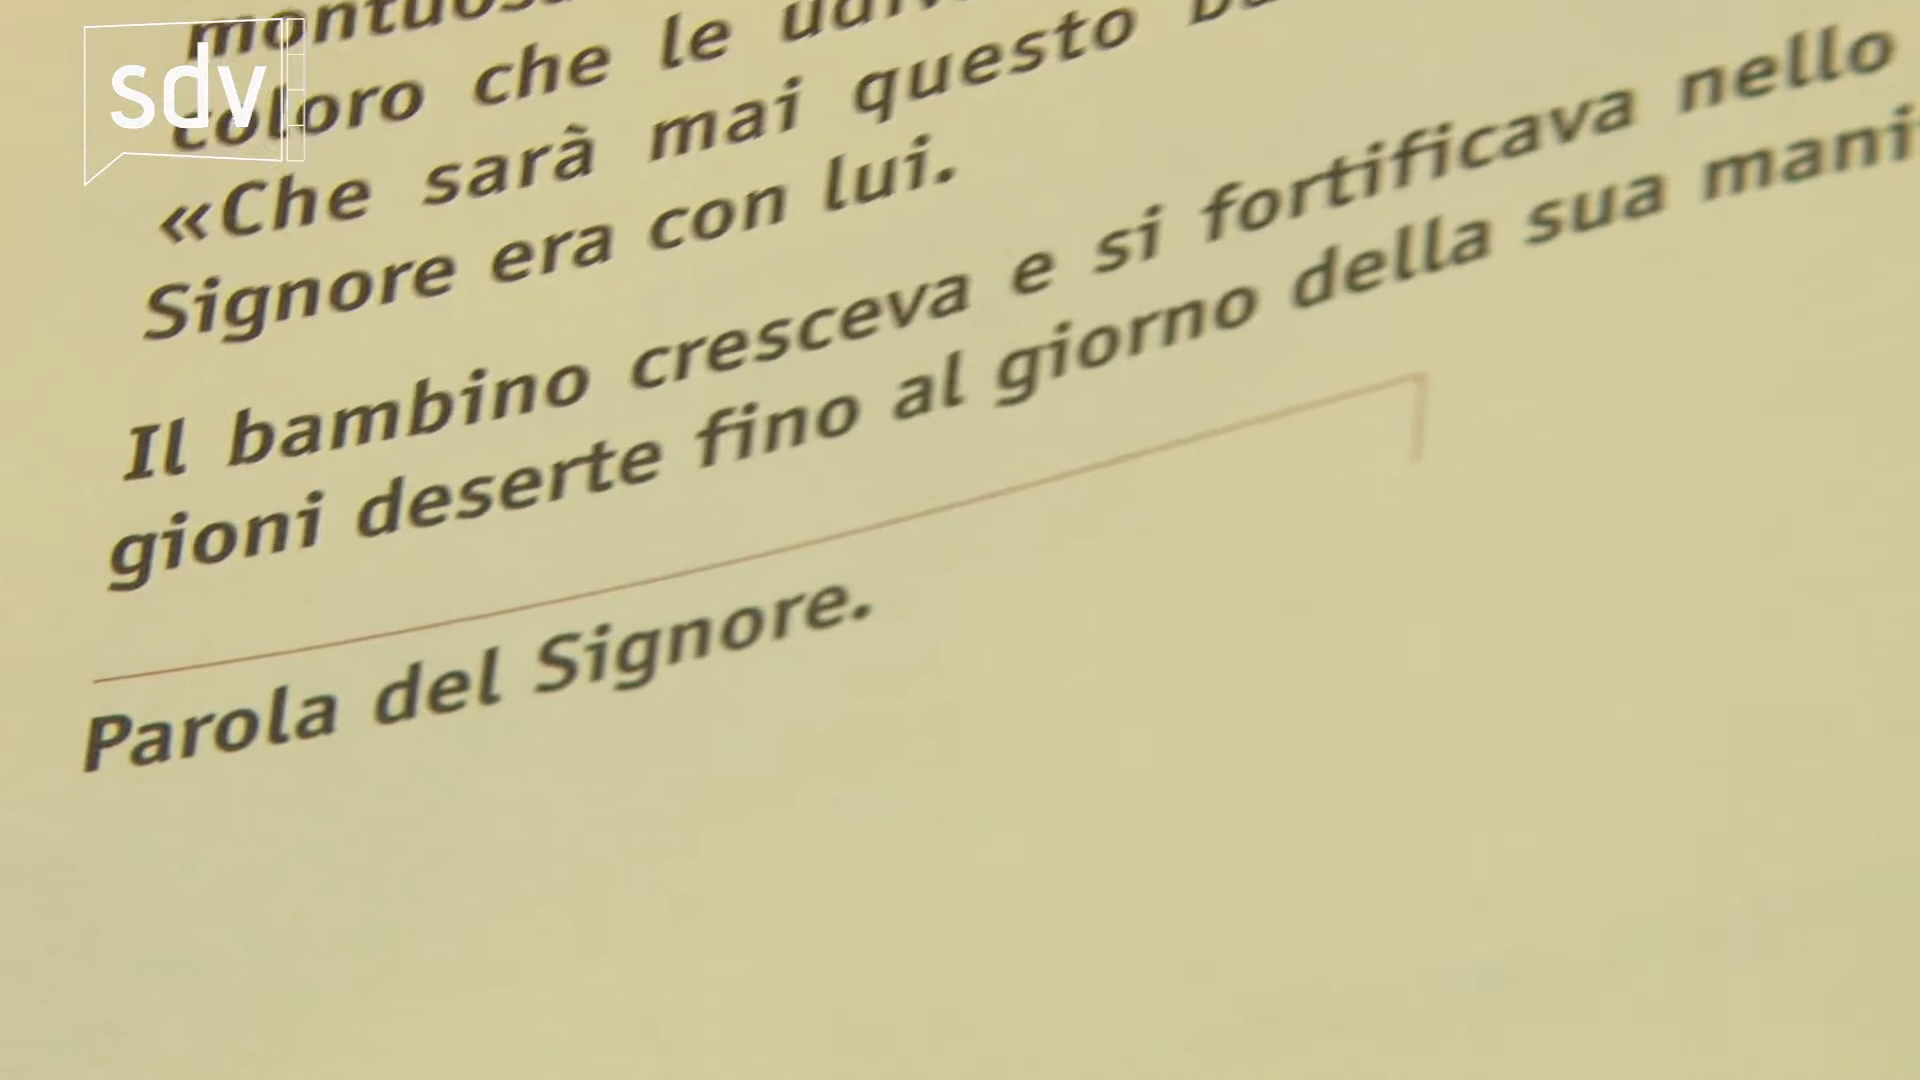 sdv
coloro che le
«Che sarà mai questo
Signore era con lui.
Il bambino cresceva e si fortificava nello
gioni deserte fino al giorno della sua mani
Parola del Signore.